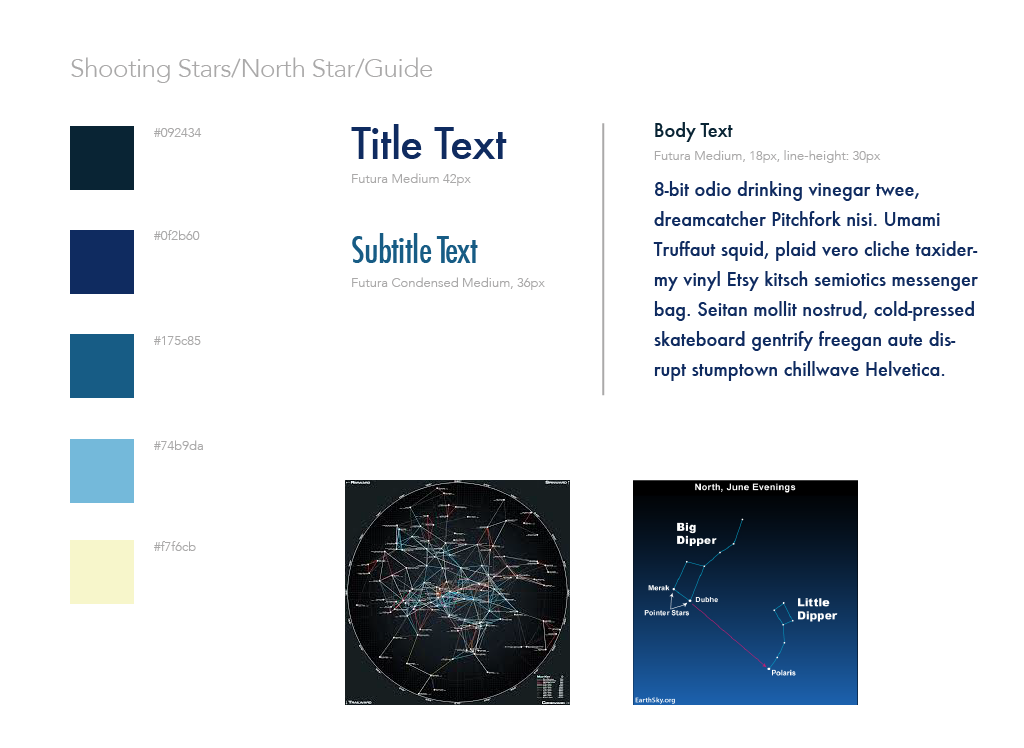 Shooting Stars/North Star/Guide
#092434
#0f2b60
#175c85
#74b9da
#f7f6cb
Title Text
Futura Medium 42px
Subtitle Text
Futura Condensed Medium, 36px
Body Text
Futura Medium, 18px, line-height: 30px
8-bit odio drinking vinegar twee,
dreamcatcher Pitchfork nisi. Umami
Truffaut squid, plaid vero cliche taxider-
my vinyl Etsy kitsch semiotics messenger
bag. Seitan mollit nostrud, cold-pressed
skateboard gentrify freegan aute dis-
rupt stumptown chillwave Helvetica.
Rimward
Spinward
Trailward
Coreward
North, June Evenings
Big
Dipper
Merak
Dubhe
Pointer Stars
Little
Dipper
Polaris
EarthSky.org